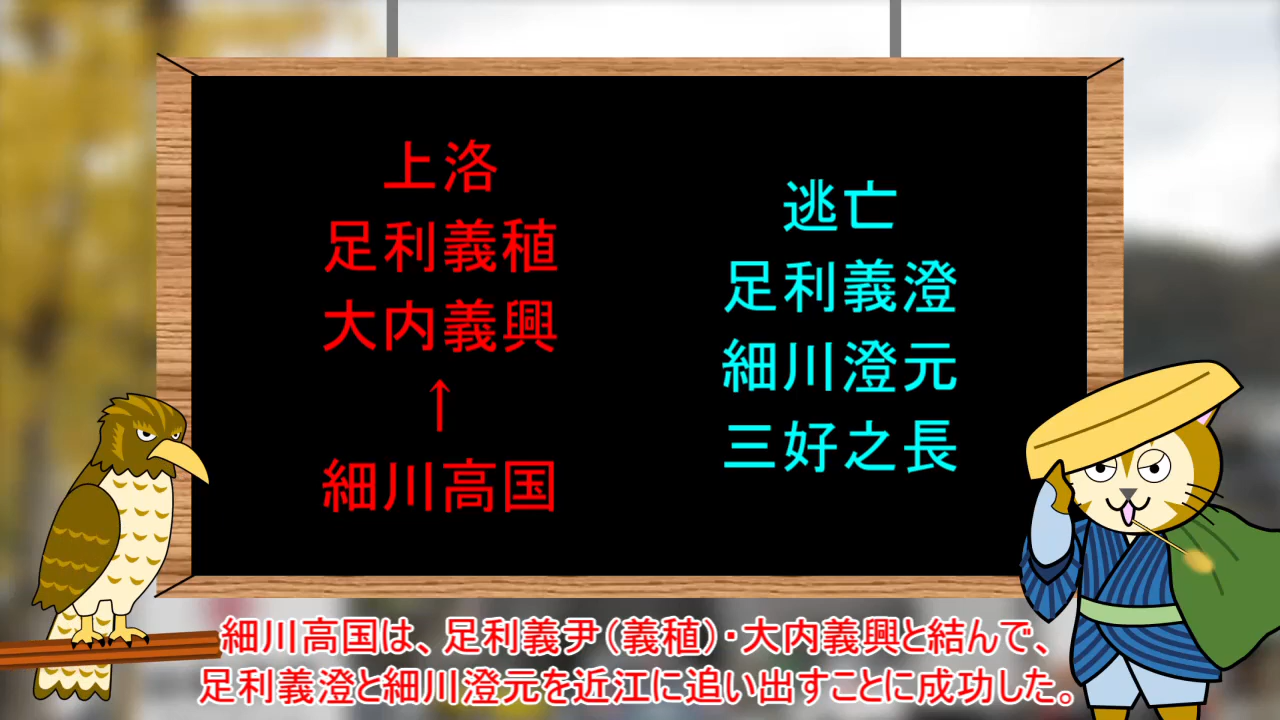 上洛
足利義稙
大内義興
↑
細川高国
逃亡
足利義澄
細川澄元
三好之長
細川高国は、足利義尹(義稙)・大内義興と結んで、
足利義澄と細川澄元を近江に追い出すことに成功した。